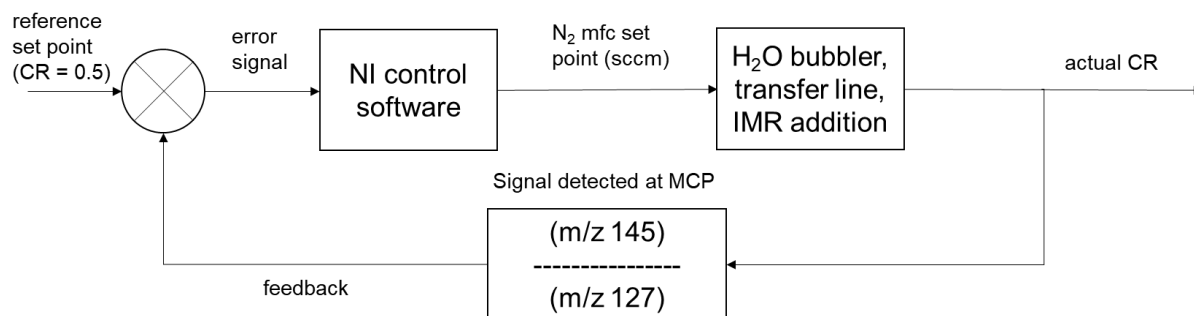 reference
set point
(CR = 0.5)
error
signal
NI control
software
N₂ mfc set
point (sccm)
H₂O bubbler,
transfer line,
IMR addition
actual CR
Signal detected at MCP
(m/z 145)
----------------
(m/z 127)
feedback